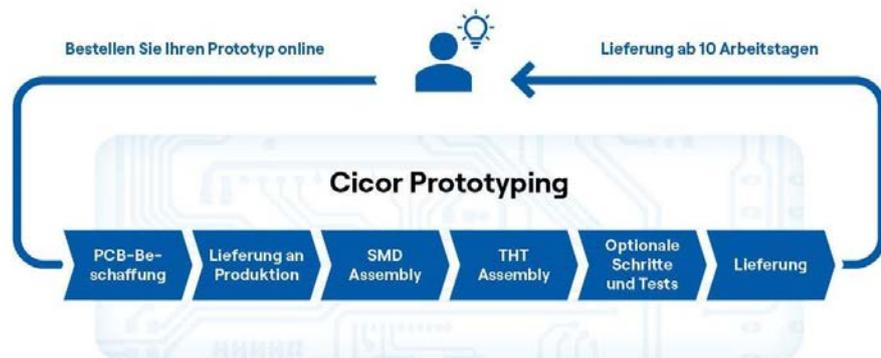 Bestellen Sie Ihren Prototyp online
Lieferung ab 10 Arbeitstagen
Cicor Prototyping
PCB-Be-
schaffung
Lieferung an
Produktion
SMD
Assembly
THT
Assembly
Optionale
Schritte
und Tests
Lieferung